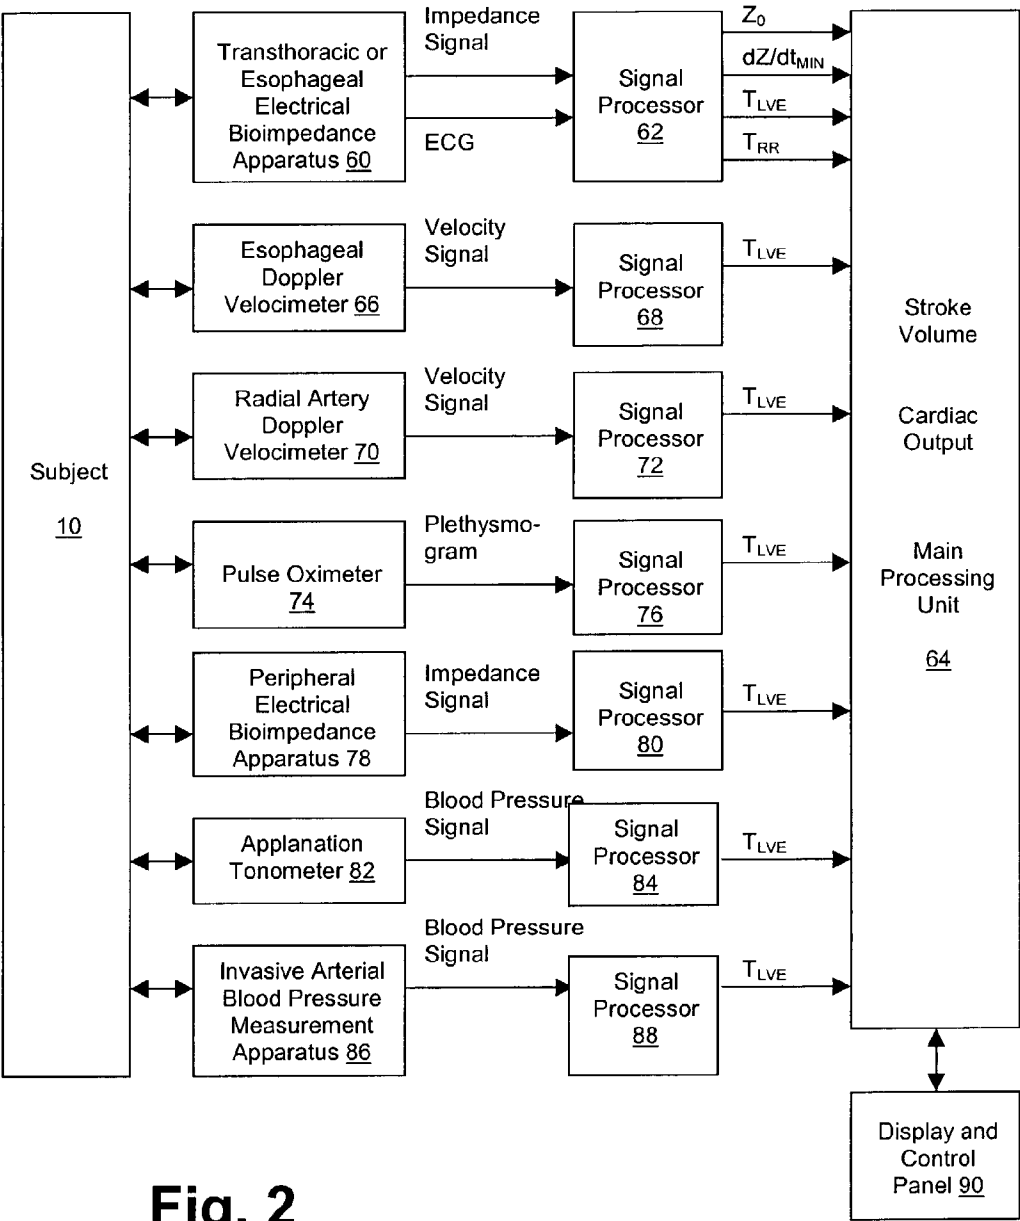 Subject
10
Transthoracic or
Esophageal
Electrical
Bioimpedance
Apparatus 60
Impedance
Signal
ECG
Signal
Processor
62
Z0
dZ/dtMIN
TLVE
TRR
Esophageal
Doppler
Velocimeter 66
Velocity
Signal
Signal
Processor
68
TLVE
Radial Artery
Doppler
Velocimeter 70
Velocity
Signal
Signal
Processor
72
TLVE
Pulse Oximeter
74
Plethysmo-
gram
Signal
Processor
76
TLVE
Peripheral
Electrical
Bioimpedance
Apparatus 78
Impedance
Signal
Signal
Processor
80
TLVE
Applanation
Tonometer 82
Blood Pressure
Signal
Signal
Processor
84
TLVE
Invasive Arterial
Blood Pressure
Measurement
Apparatus 86
Blood Pressure
Signal
Signal
Processor
88
TLVE
Stroke
Volume
Cardiac
Output
Main
Processing
Unit
64
Display and
Control
Panel 90
Fig. 2